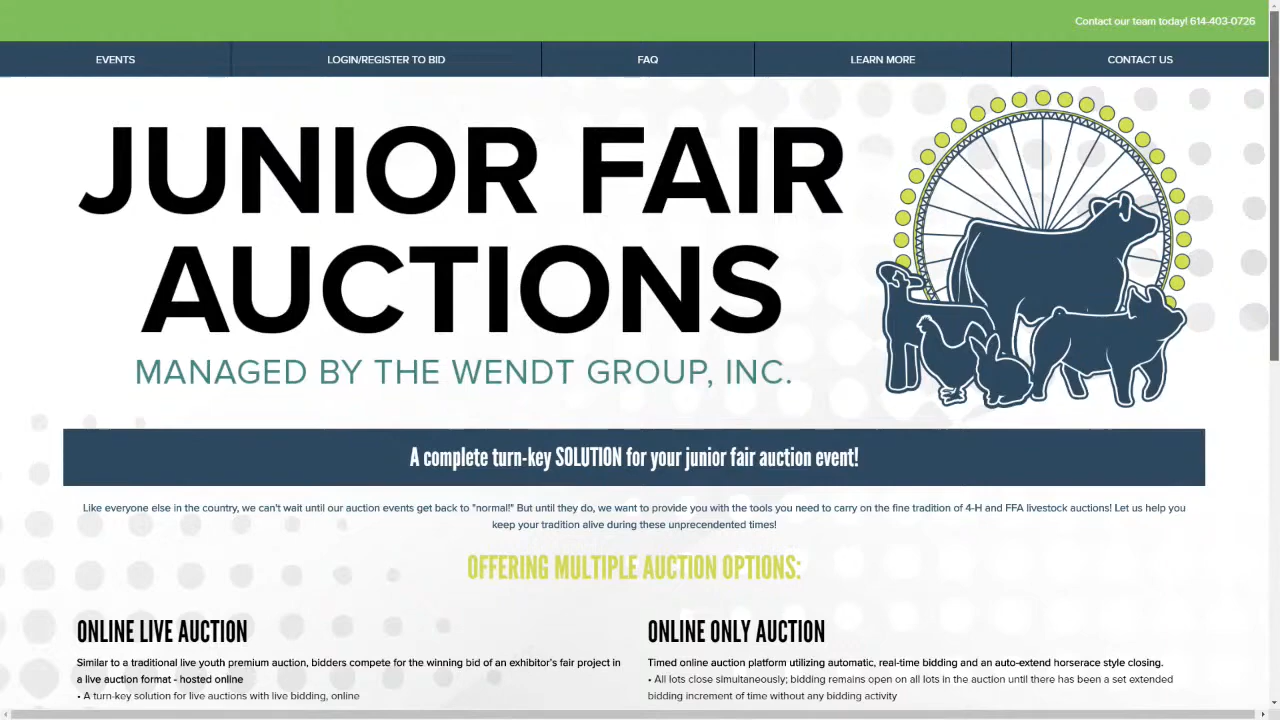 Contact our team today! 614-403-0726
EVENTS
LOGIN/REGISTER TO BID
FAQ
LEARN MORE
CONTACT US
JUNIOR FAIR
AUCTIONS
MANAGED BY THE WENDT GROUP, INC.
A complete turn-key SOLUTION for your junior fair auction event!
Like everyone else in the country, we can't wait until our auction events get back to "normal!" But until they do, we want to provide you with the tools you need to carry on the fine tradition of 4-H and FFA livestock auctions! Let us help you
keep your tradition alive during these unprecendented times!
OFFERING MULTIPLE AUCTION OPTIONS:
ONLINE LIVE AUCTION
Similar to a traditional live youth premium auction, bidders compete for the winning bid of an exhibitor's fair project in
a live auction format - hosted online
• A turn-key solution for live auctions with live bidding, online
ONLINE ONLY AUCTION
Timed online auction platform utilizing automatic, real-time bidding and an auto-extend horserace style closing.
• All lots close simultaneously; bidding remains open on all lots in the auction until there has been a set extended
bidding increment of time without any bidding activity